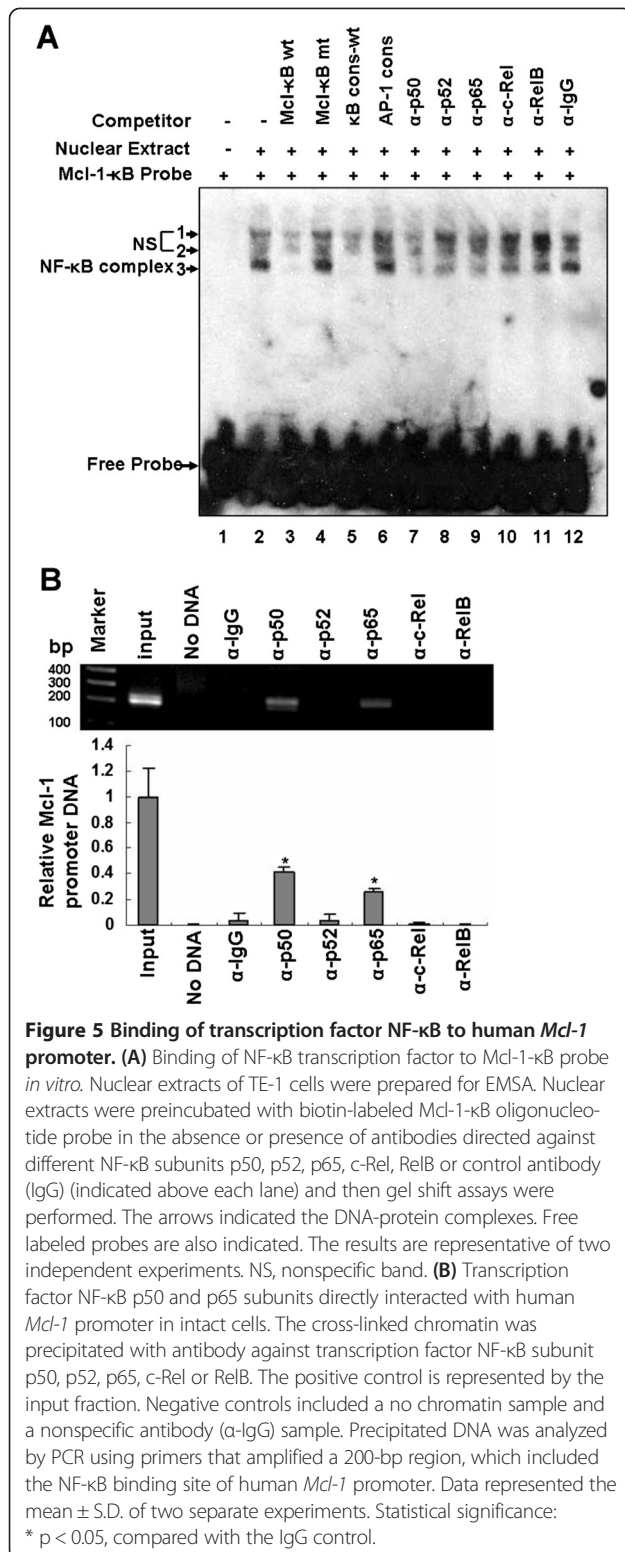 A
Mcl-κB wt
Mcl-κB mt
κB cons-wt
AP-1 cons
α-p50
α-p52
α-p65
α-c-Rel
α-RelB
α-IgG
Competitor - -
Nuclear Extract - + + + + + + + + + + +
Mcl-1-κB Probe + + + + + + + + + + + +
NS 1
2
NF-κB complex 3
Free Probe
1 2 3 4 5 6 7 8 9 10 11 12
B
bp
Marker
input
No DNA
α-IgG
α-p50
α-p52
α-p65
α-c-Rel
α-RelB
400
300
200
100
Relative Mcl-1
promoter DNA
1.4
1.2
1
0.8
0.6
0.4
0.2
0
* *
Input
No DNA
α-IgG
α-p50
α-p52
α-p65
α-c-Rel
α-RelB
Figure 5 Binding of transcription factor NF-κB to human Mcl-1
promoter. (A) Binding of NF-κB transcription factor to Mcl-1-κB probe
in vitro. Nuclear extracts of TE-1 cells were prepared for EMSA. Nuclear
extracts were preincubated with biotin-labeled Mcl-1-κB oligonucleo-
tide probe in the absence or presence of antibodies directed against
different NF-κB subunits p50, p52, p65, c-Rel, RelB or control antibody
(IgG) (indicated above each lane) and then gel shift assays were
performed. The arrows indicated the DNA-protein complexes. Free
labeled probes are also indicated. The results are representative of two
independent experiments. NS, nonspecific band. (B) Transcription
factor NF-κB p50 and p65 subunits directly interacted with human
Mcl-1 promoter in intact cells. The cross-linked chromatin was
precipitated with antibody against transcription factor NF-κB subunit
p50, p52, p65, c-Rel or RelB. The positive control is represented by the
input fraction. Negative controls included a no chromatin sample and
a nonspecific antibody (α-IgG) sample. Precipitated DNA was analyzed
by PCR using primers that amplified a 200-bp region, which included
the NF-κB binding site of human Mcl-1 promoter. Data represented the
mean ± S.D. of two separate experiments. Statistical significance:
* p < 0.05, compared with the IgG control.